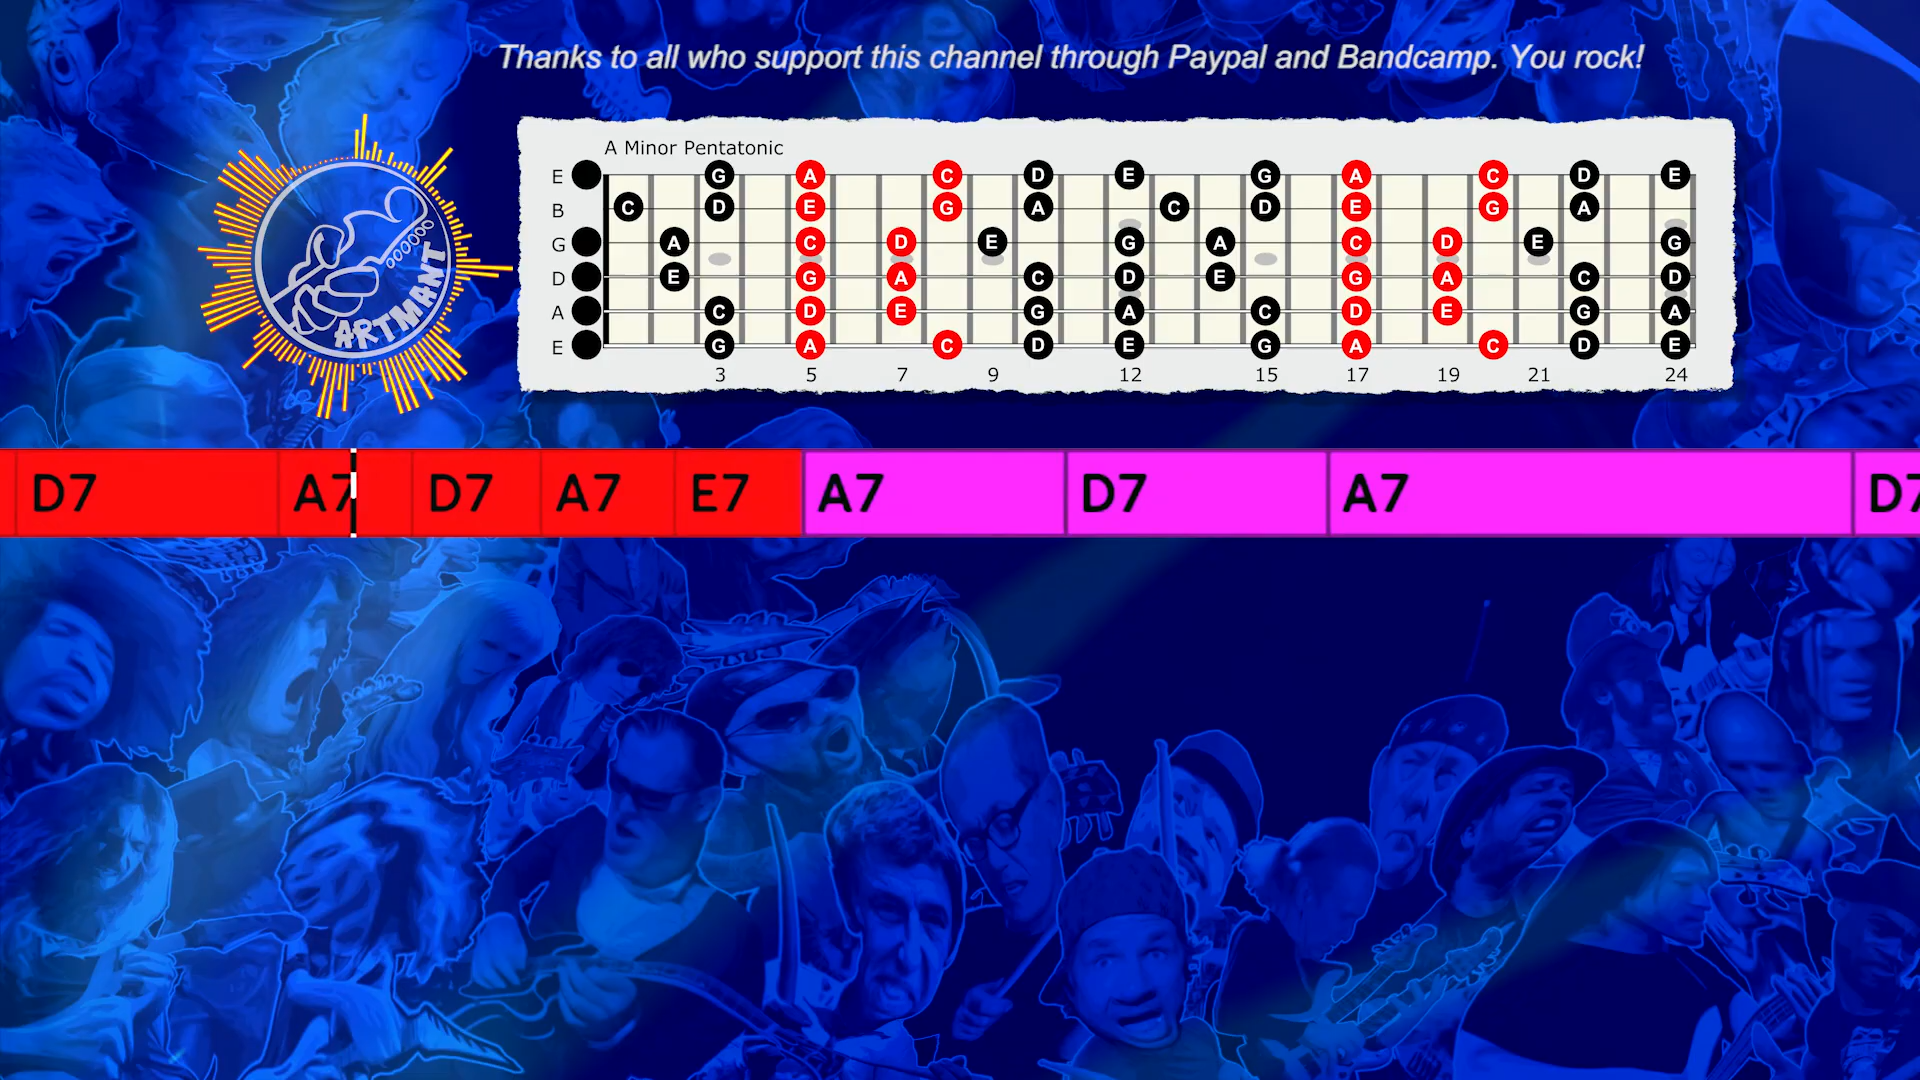 Thanks to all who support this channel through Paypal and Bandcamp. You rock!
A Minor Pentatonic
E G A C D E G A C D E
B C D E G A C D E G A
G A C D E G A C D E G
D E G A C D E G A C D
A C D E G A C D E G A
E G A C D E G A C D E
3 5 7 9 12 15 17 19 21 24
ARTMANT
D7 A7 D7 A7 E7 A7 D7 A7 D7